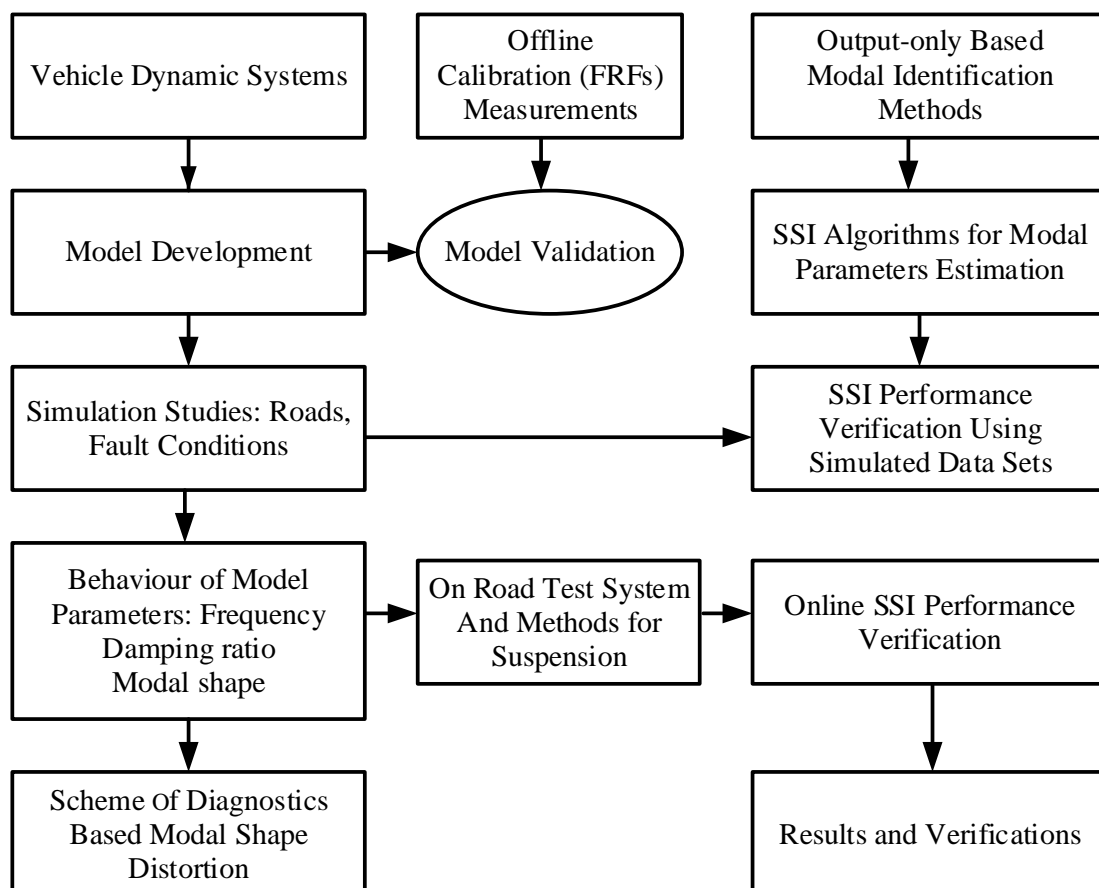 Vehicle Dynamic Systems
Offline
Calibration (FRFs)
Measurements
Output-only Based
Modal Identification
Methods
Model Development
Model Validation
SSI Algorithms for Modal
Parameters Estimation
Simulation Studies: Roads,
Fault Conditions
SSI Performance
Verification Using
Simulated Data Sets
Behaviour of Model
Parameters: Frequency
Damping ratio
Modal shape
On Road Test System
And Methods for
Suspension
Online SSI Performance
Verification
Scheme Of Diagnostics
Based Modal Shape
Distortion
Results and Verifications